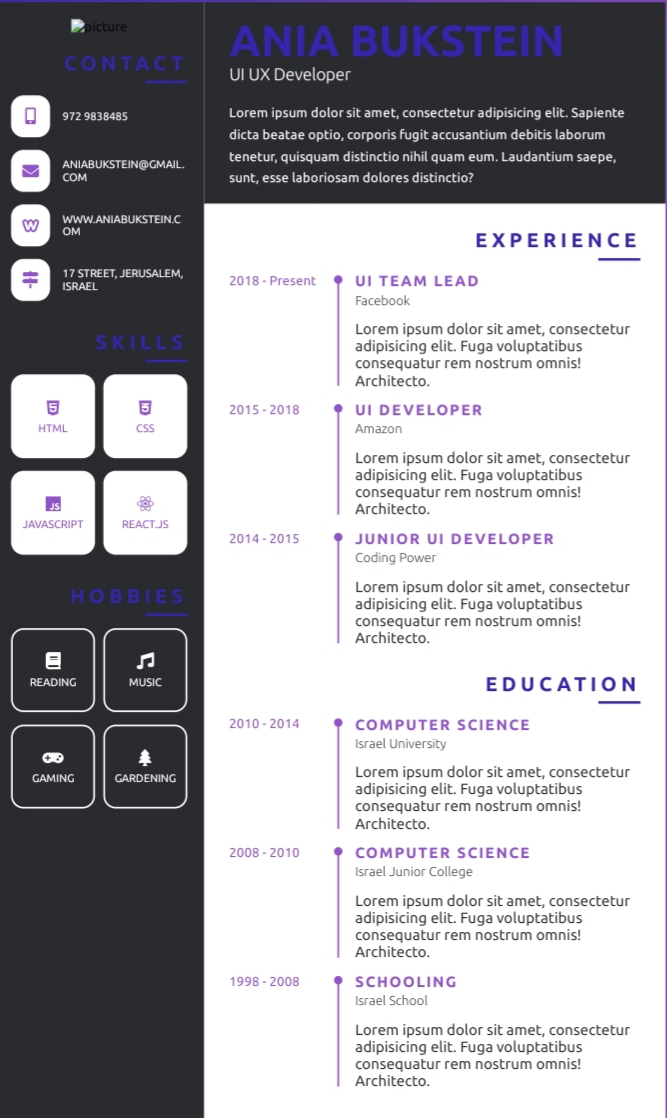 picture
CONTACT
972 9838485
ANIABUKSTEIN@GMAIL.
COM
WWW.ANIABUKSTEIN.C
OM
17 STREET, JERUSALEM,
ISRAEL
SKILLS
HTML
CSS
JS
JAVASCRIPT
REACT.JS
HOBBIES
READING
MUSIC
GAMING
GARDENING
ANIA BUKSTEIN
UI UX Developer
Lorem ipsum dolor sit amet, consectetur adipisicing elit. Sapiente
dicta beatae optio, corporis fugit accusantium debitis laborum
tenetur, quisquam distinctio nihil quam eum. Laudantium saepe,
sunt, esse laboriosam dolores distinctio?
EXPERIENCE
2018 - Present
UI TEAM LEAD
Facebook
Lorem ipsum dolor sit amet, consectetur
adipisicing elit. Fuga voluptatibus
consequatur rem nostrum omnis!
Architecto.
2015 - 2018
UI DEVELOPER
Amazon
Lorem ipsum dolor sit amet, consectetur
adipisicing elit. Fuga voluptatibus
consequatur rem nostrum omnis!
Architecto.
2014 - 2015
JUNIOR UI DEVELOPER
Coding Power
Lorem ipsum dolor sit amet, consectetur
adipisicing elit. Fuga voluptatibus
consequatur rem nostrum omnis!
Architecto.
EDUCATION
2010 - 2014
COMPUTER SCIENCE
Israel University
Lorem ipsum dolor sit amet, consectetur
adipisicing elit. Fuga voluptatibus
consequatur rem nostrum omnis!
Architecto.
2008 - 2010
COMPUTER SCIENCE
Israel Junior College
Lorem ipsum dolor sit amet, consectetur
adipisicing elit. Fuga voluptatibus
consequatur rem nostrum omnis!
Architecto.
1998 - 2008
SCHOOLING
Israel School
Lorem ipsum dolor sit amet, consectetur
adipisicing elit. Fuga voluptatibus
consequatur rem nostrum omnis!
Architecto.